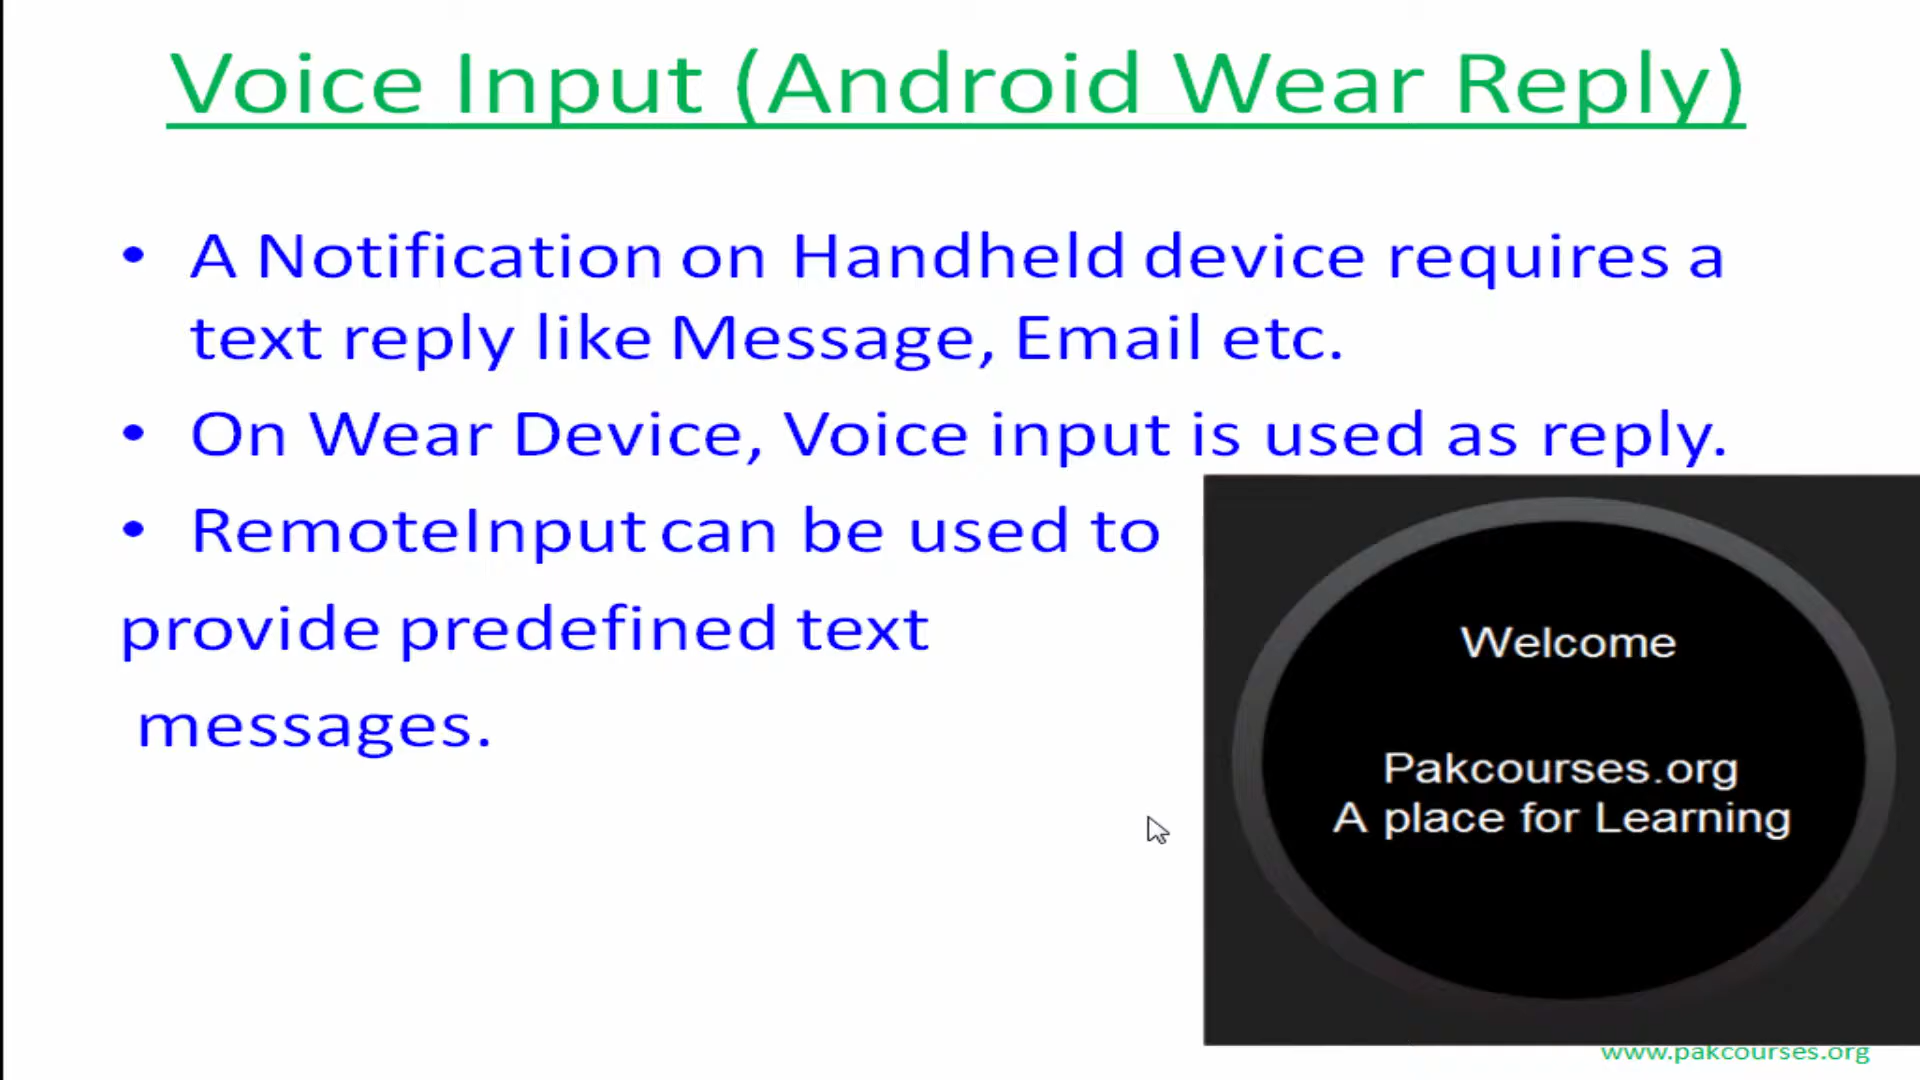 Voice Input (Android Wear Reply)
• A Notification on Handheld device requires a
text reply like Message, Email etc.
• On Wear Device, Voice input is used as reply.
• RemoteInput can be used to
provide predefined text
messages.
Welcome
Pakcourses.org
A place for Learning
www.pakcourses.org